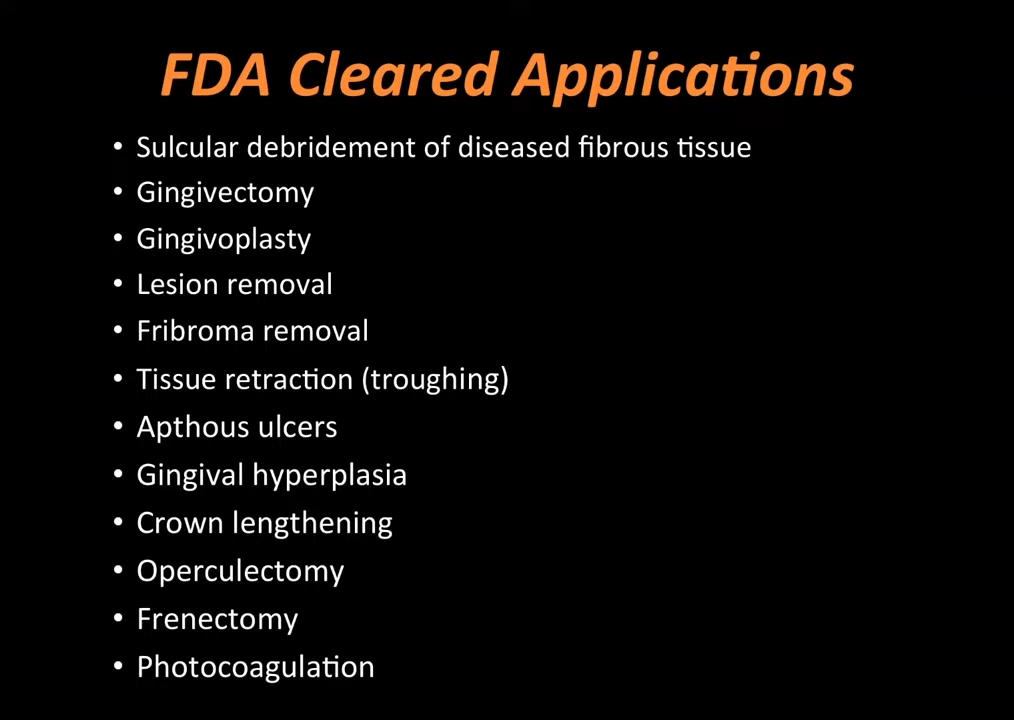 FDA Cleared Applications
• Sulcular debridement of diseased fibrous tissue
• Gingivectomy
• Gingivoplasty
• Lesion removal
• Fribroma removal
• Tissue retraction (troughing)
• Apthous ulcers
• Gingival hyperplasia
• Crown lengthening
• Operculectomy
• Frenectomy
• Photocoagulation